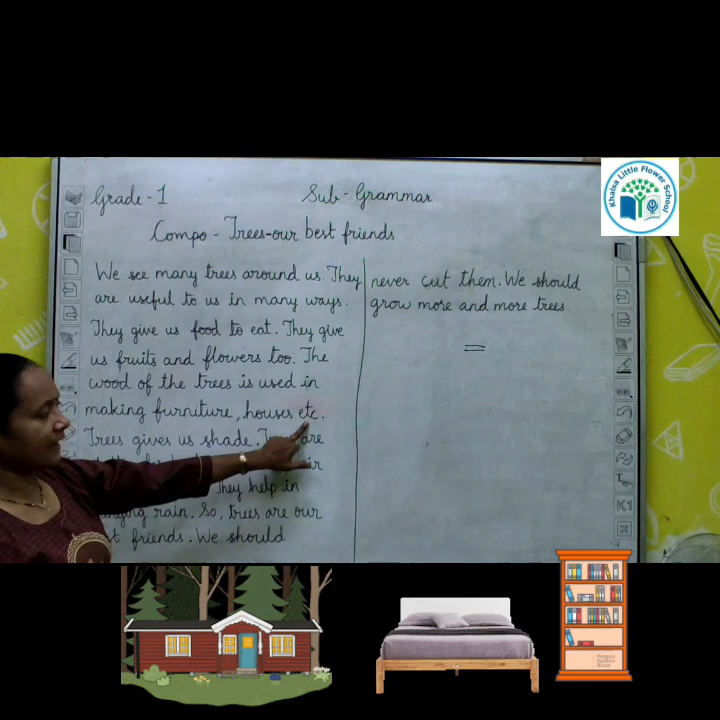 Grade - 1
Sub - Grammar
Compo - Trees-our best friends
We see many trees around us. They
are useful to us in many ways.
They give us food to eat. They give
us fruits and flowers too. The
wood of the trees is used in
making furniture, houses etc.
Trees gives us shade. are
They help in
rain. So, trees are our
friends. We should
never cut them. We should
grow more and more trees.
Khalsa Little Flower School
K1